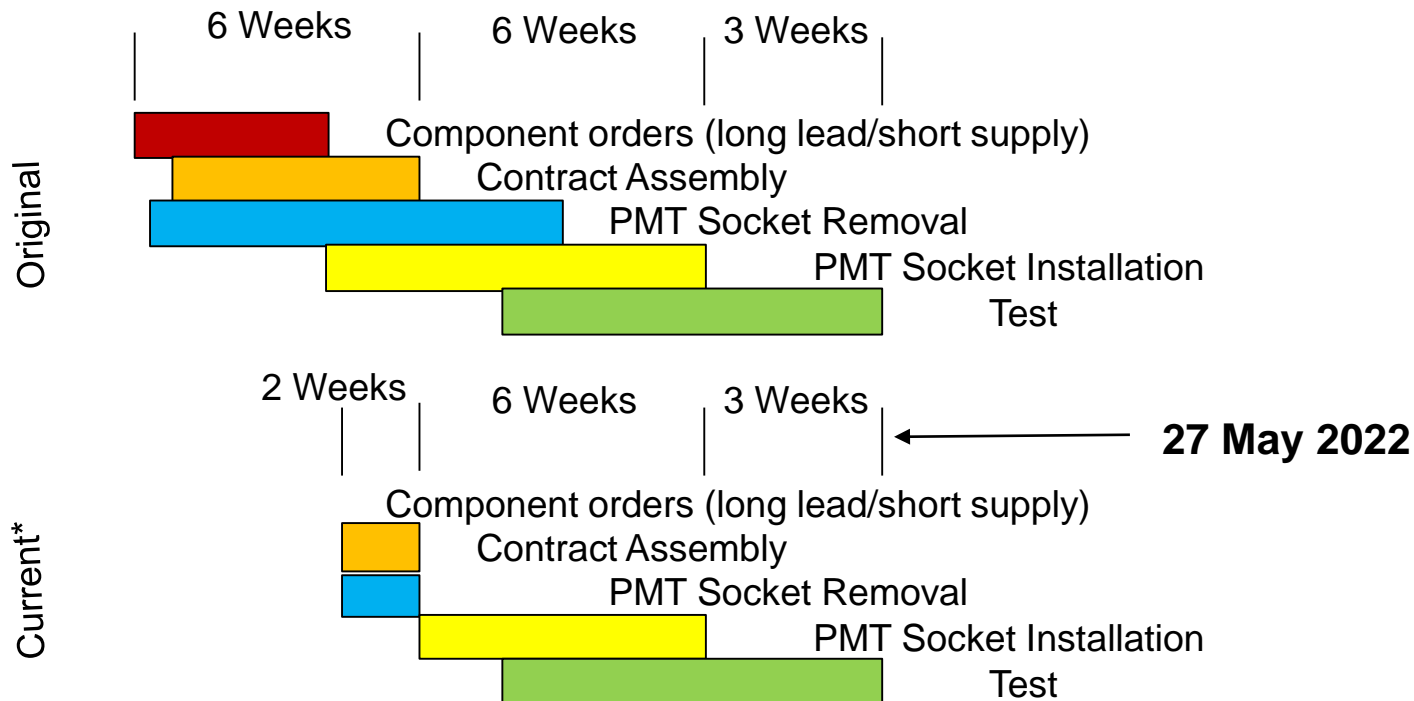 6 Weeks 6 Weeks 3 Weeks
Original
Component orders (long lead/short supply)
Contract Assembly
PMT Socket Removal
PMT Socket Installation
Test
2 Weeks 6 Weeks 3 Weeks
27 May 2022
Current*
Component orders (long lead/short supply)
Contract Assembly
PMT Socket Removal
PMT Socket Installation
Test